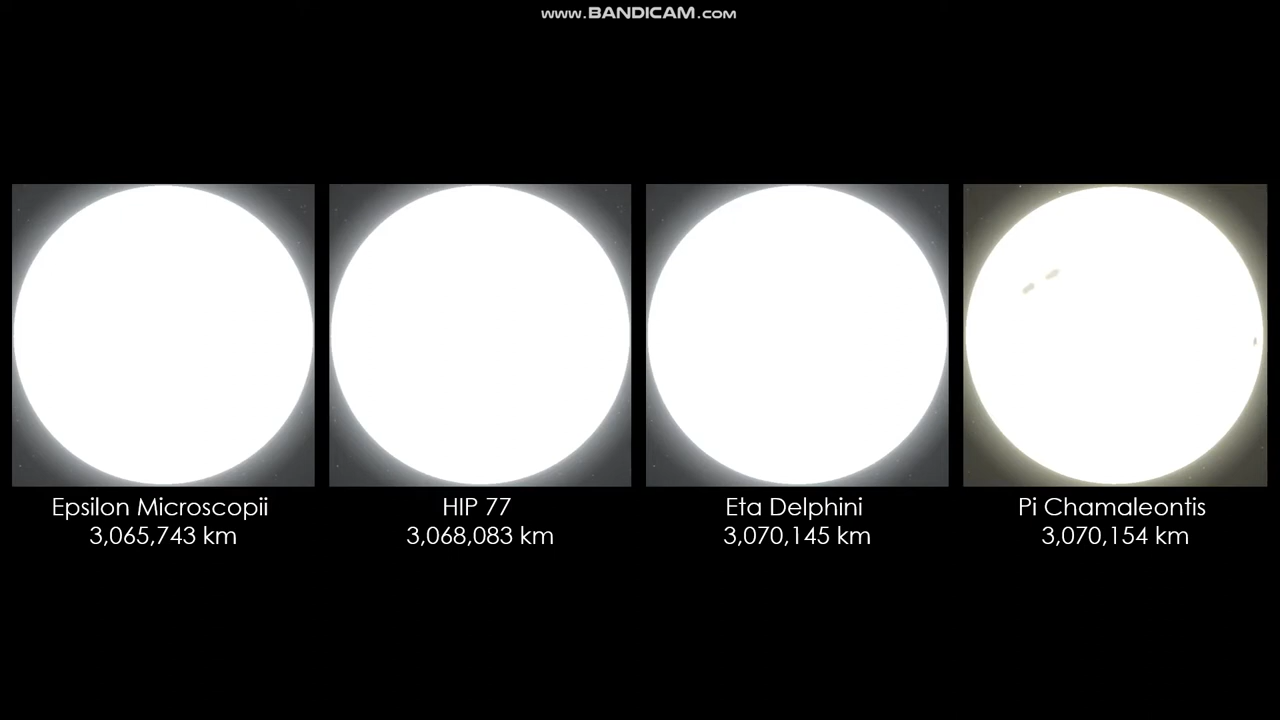 www.BANDICAM.com
Epsilon Microscopii
3,065,743 km
HIP 77
3,068,083 km
Eta Delphini
3,070,145 km
Pi Chamaleontis
3,070,154 km